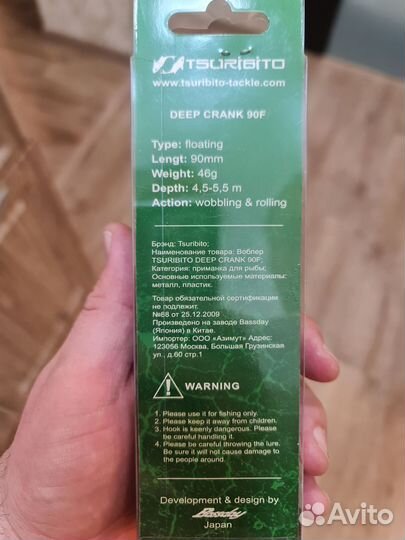 TSURIBITO
www.tsuribito-tackle.com
DEEP CRANK 90F
Type: floating
Lengt: 90mm
Weight: 46g
Depth: 4,5-5,5 m
Action: wobbling & rolling
Брэнд: Tsuribito;
Наименование товара: Воблер
TSURIBITO DEEP CRANK 90F;
Категория: приманка для рыбы;
Основные используемые материалы:
металл, пластик.
Товар обязательной сертификации
не подлежит.
№68 от 25.12.2009
Произведено на заводе Bassday
(Япония) в Китае.
Импортер: ООО «Азимут» Адрес:
123056 Москва. Большая Грузинская
ул., д.60 стр.1
WARNING
1. Please use it for fishing only.
2. Please keep it away from children.
3. Hook is keenly dangerous. Please
be careful handling it.
4. Please be careful throwing the lure.
Be sure it will not cause damage to
the people around.
Development & design by
Bassday
Japan
Avito